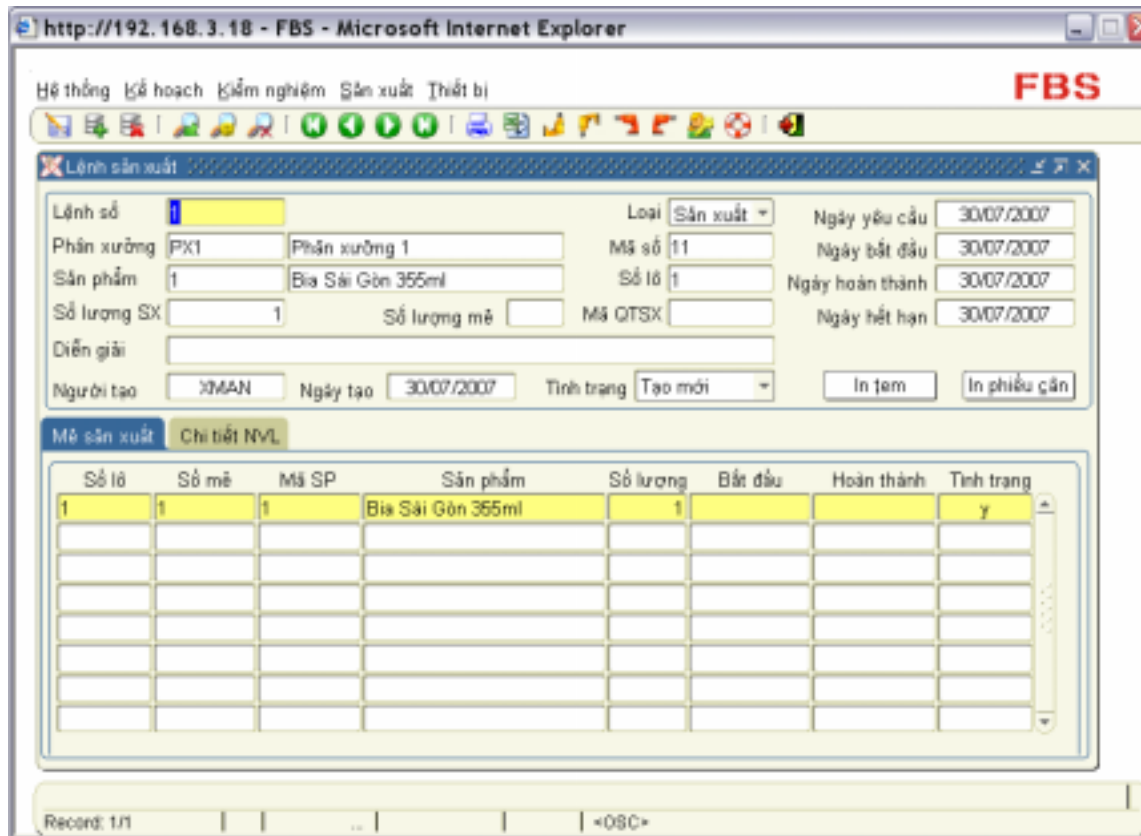 http://192.168.3.18 - FBS - Microsoft Internet Explorer
Hệ thống Kế hoạch Kiểm nghiệm Sản xuất Thiết bị
FBS
Lệnh sản xuất
Lệnh số 1 Loại Sản xuất Ngày yêu cầu 30/07/2007
Phân xưởng PX1 Phân xưởng 1 Mã số 11 Ngày bắt đầu 30/07/2007
Sản phẩm 1 Bia Sài Gòn 355ml Số lô 1 Ngày hoàn thành 30/07/2007
Số lượng SX 1 Số lượng mẻ Mã QTSX Ngày hết hạn 30/07/2007
Diễn giải
Người tạo XMAN Ngày tạo 30/07/2007 Tình trạng Tạo mới In tem In phiếu cân
Mẻ sản xuất Chi tiết NVL
Số lô Số mẻ Mã SP Sản phẩm Số lượng Bắt đầu Hoàn thành Tình trạng
1 1 1 Bia Sài Gòn 355ml 1 y
Record: 1/1 ... <OSC>